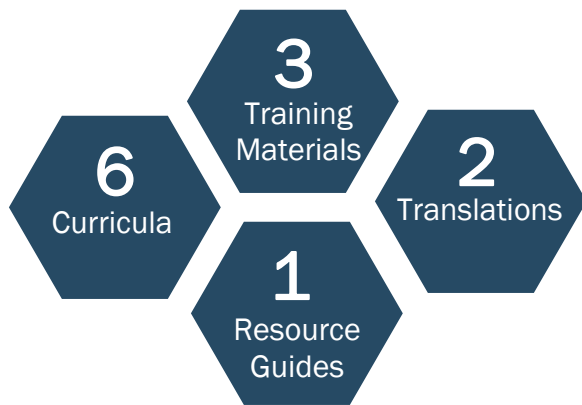 3
Training
Materials
6
Curricula
2
Translations
1
Resource
Guides